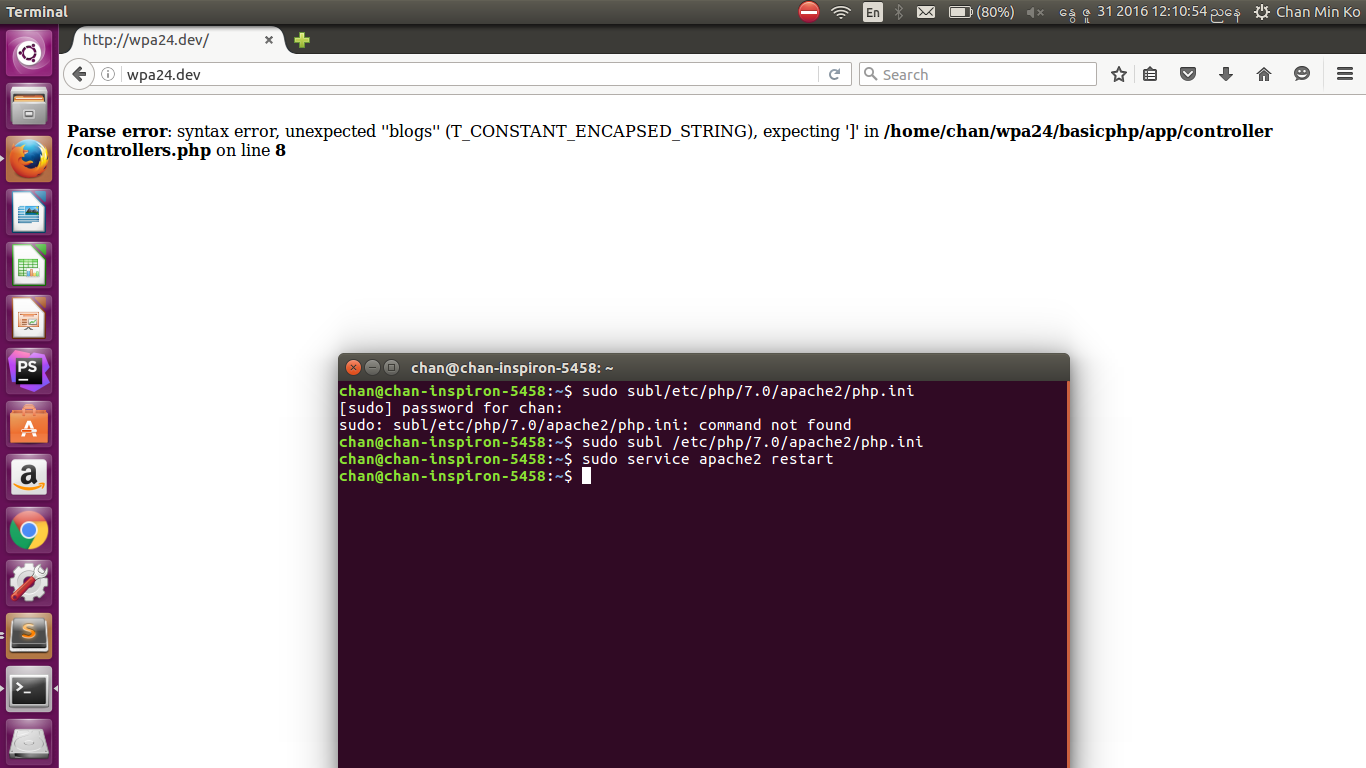 Terminal
En
(80%)
နွေ ဇူ 31 2016 12:10:54 ညနေ
Chan Min Ko
http://wpa24.dev/
wpa24.dev
Search
Parse error: syntax error, unexpected ''blogs'' (T_CONSTANT_ENCAPSED_STRING), expecting ']' in /home/chan/wpa24/basicphp/app/controller
/controllers.php on line 8
PS
A
a
S
>_
chan@chan-inspiron-5458: ~
chan@chan-inspiron-5458:~$ sudo subl/etc/php/7.0/apache2/php.ini
[sudo] password for chan:
sudo: subl/etc/php/7.0/apache2/php.ini: command not found
chan@chan-inspiron-5458:~$ sudo subl /etc/php/7.0/apache2/php.ini
chan@chan-inspiron-5458:~$ sudo service apache2 restart
chan@chan-inspiron-5458:~$